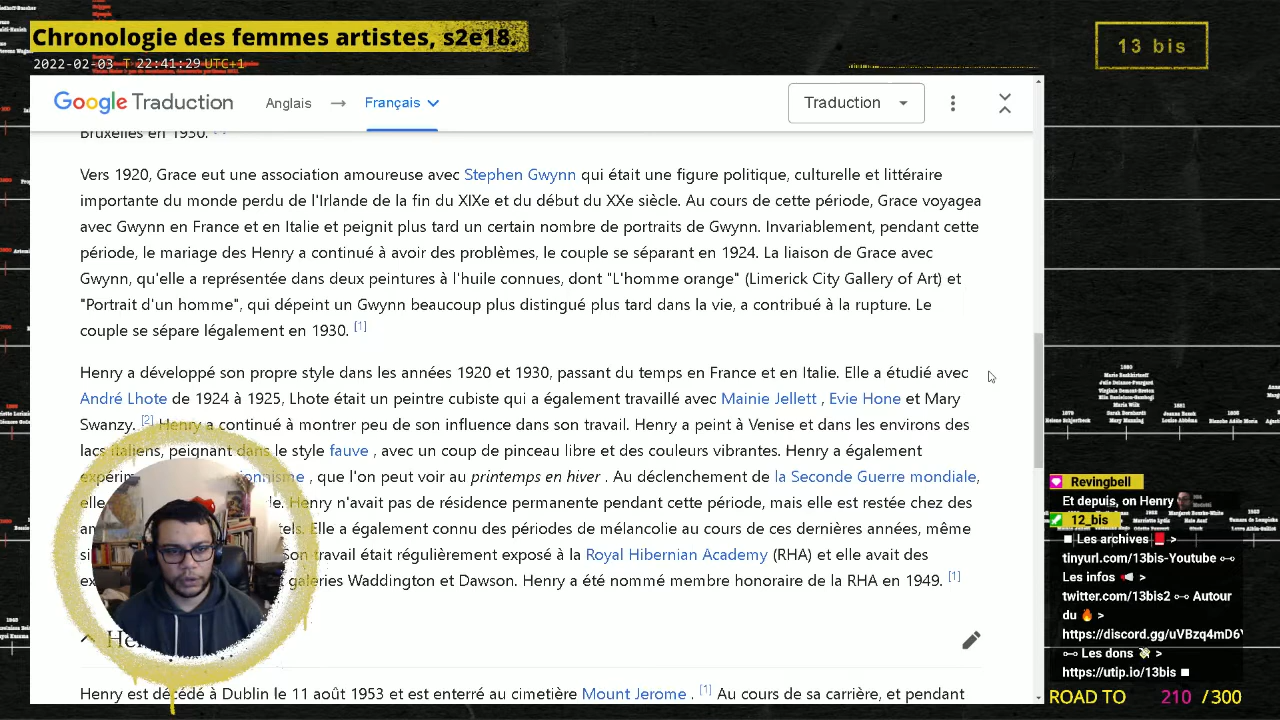 Chronologie des femmes artistes, s2e18.
2022-02-03 T 22:41:29 UTC+1
13 bis
Google Traduction
Anglais → Français
Traduction
Bruxelles en 1930.
Vers 1920, Grace eut une association amoureuse avec Stephen Gwynn qui était une figure politique, culturelle et littéraire
importante du monde perdu de l'Irlande de la fin du XIXe et du début du XXe siècle. Au cours de cette période, Grace voyagea
avec Gwynn en France et en Italie et peignit plus tard un certain nombre de portraits de Gwynn. Invariablement, pendant cette
période, le mariage des Henry a continué à avoir des problèmes, le couple se séparant en 1924. La liaison de Grace avec
Gwynn, qu'elle a représentée dans deux peintures à l'huile connues, dont "L'homme orange" (Limerick City Gallery of Art) et
"Portrait d'un homme", qui dépeint un Gwynn beaucoup plus distingué plus tard dans la vie, a contribué à la rupture. Le
couple se sépare légalement en 1930. [1]
Henry a développé son propre style dans les années 1920 et 1930, passant du temps en France et en Italie. Elle a étudié avec
André Lhote de 1924 à 1925, Lhote était un peintre cubiste qui a également travaillé avec Mainie Jellett , Evie Hone et Mary
Swanzy. [2] Henry a continué à montrer peu de son influence dans son travail. Henry a peint à Venise et dans les environs des
lacs italiens, peignant dans le style fauve , avec un coup de pinceau libre et des couleurs vibrantes. Henry a également
expérim ionnisme , que l'on peut voir au printemps en hiver . Au déclenchement de la Seconde Guerre mondiale,
elle le. Henry n'avait pas de résidence permanente pendant cette période, mais elle est restée chez des
am tels. Elle a également connu des périodes de mélancolie au cours de ces dernières années, même
si Son travail était régulièrement exposé à la Royal Hibernian Academy (RHA) et elle avait des
ex galeries Waddington et Dawson. Henry a été nommé membre honoraire de la RHA en 1949. [1]
Henry est décédé à Dublin le 11 août 1953 et est enterré au cimetière Mount Jerome . [1] Au cours de sa carrière, et pendant
Revingbell
Et depuis, on Henry
12_bis
Les archives >
tinyurl.com/13bis-Youtube
Les infos >
twitter.com/13bis2 Autour
du >
https://discord.gg/uVBzq4mD6
Les dons >
https://utip.io/13bis
ROAD TO 210 /300